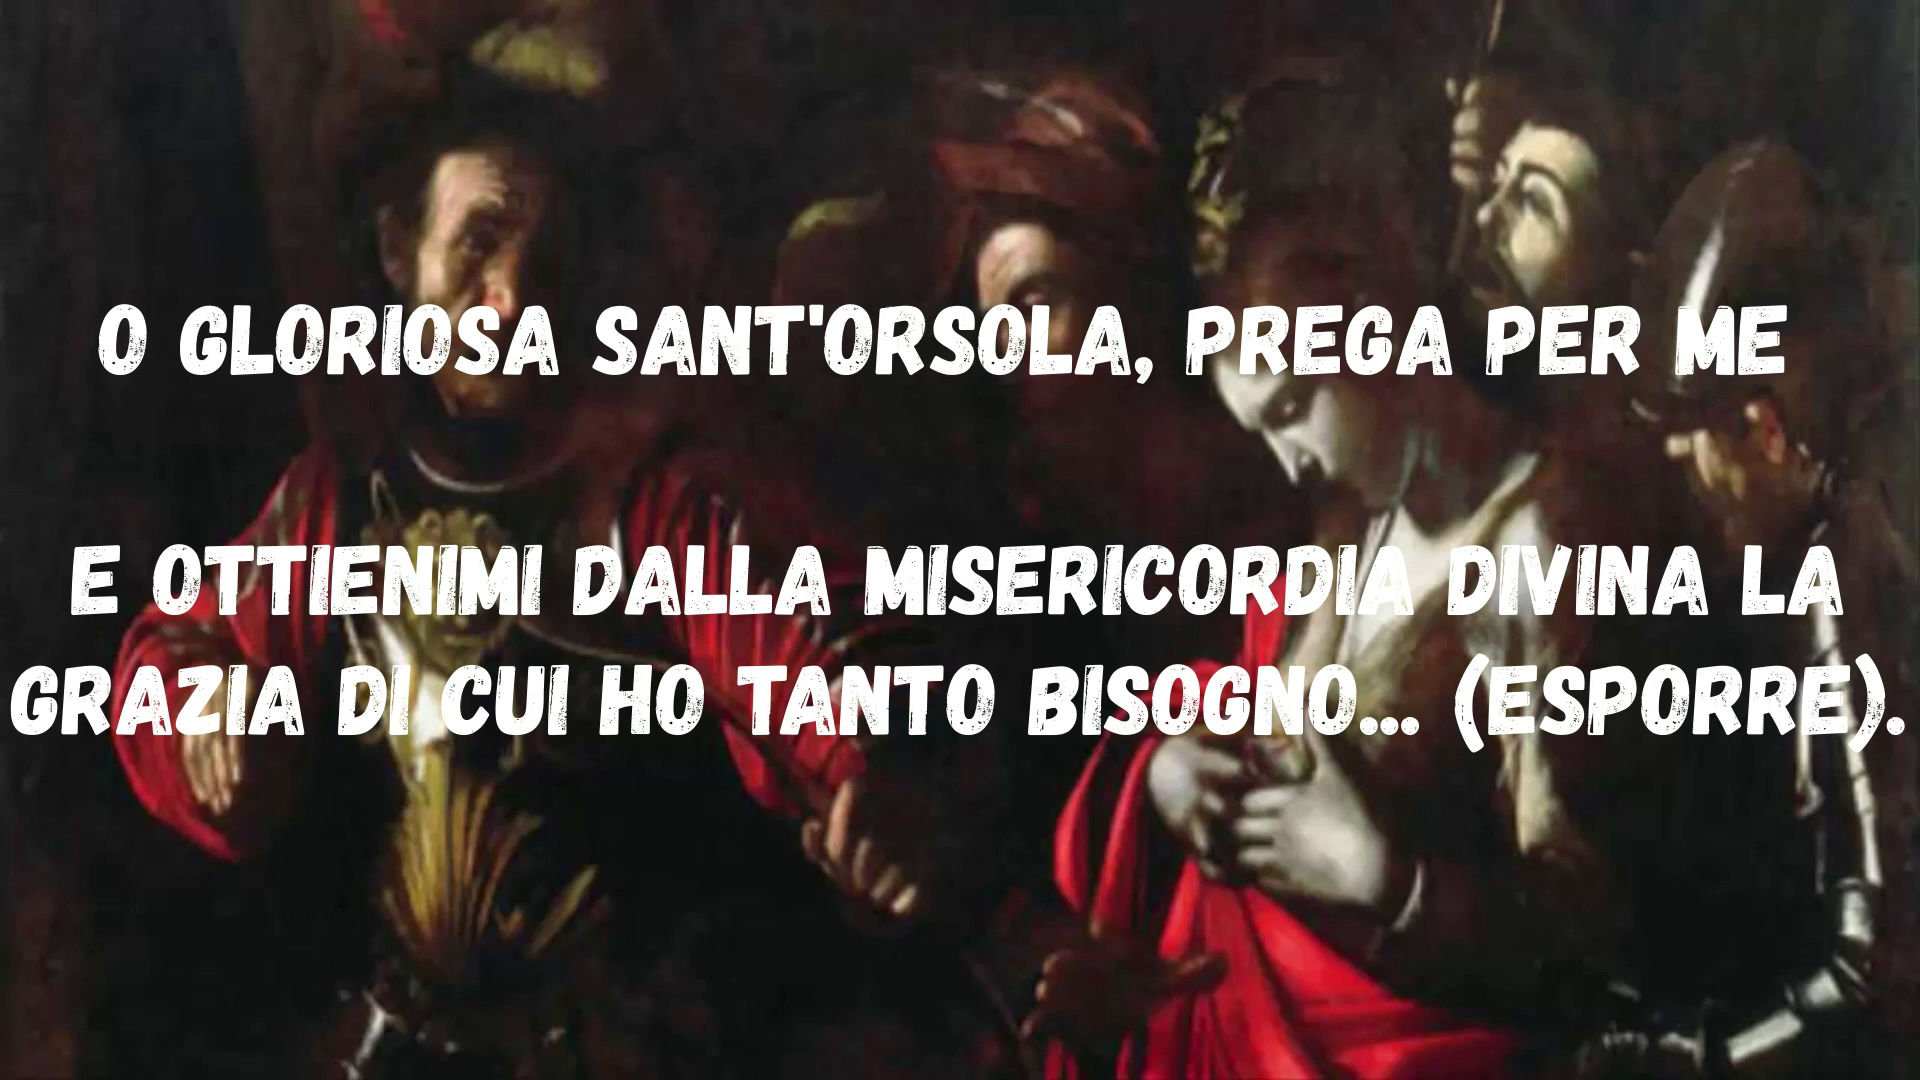 O GLORIOSA SANT'ORSOLA, PREGA PER ME
E OTTIENIMI DALLA MISERICORDIA DIVINA LA
GRAZIA DI CUI HO TANTO BISOGNO... (ESPORRE).